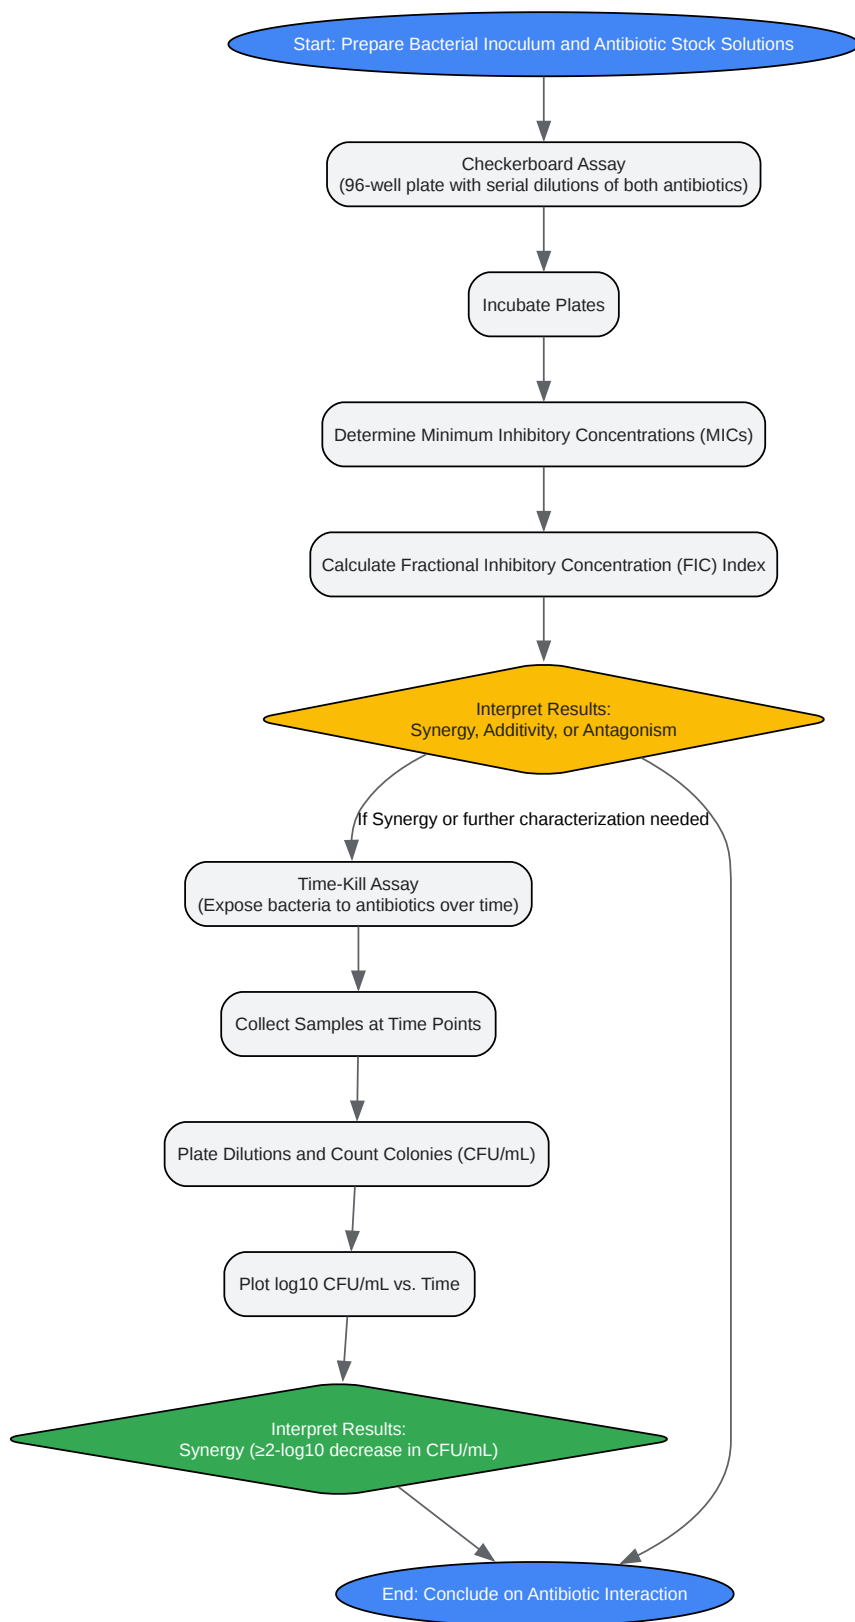 Start: Prepare Bacterial Inoculum and Antibiotic Stock Solutions
Checkerboard Assay
(96-well plate with serial dilutions of both antibiotics)
Incubate Plates
Determine Minimum Inhibitory Concentrations (MICs)
Calculate Fractional Inhibitory Concentration (FIC) Index
Interpret Results:
Synergy, Additivity, or Antagonism
If Synergy or further characterization needed
Time-Kill Assay
(Expose bacteria to antibiotics over time)
Collect Samples at Time Points
Plate Dilutions and Count Colonies (CFU/mL)
Plot log10 CFU/mL vs. Time
Interpret Results:
Synergy (≥2-log10 decrease in CFU/mL)
End: Conclude on Antibiotic Interaction